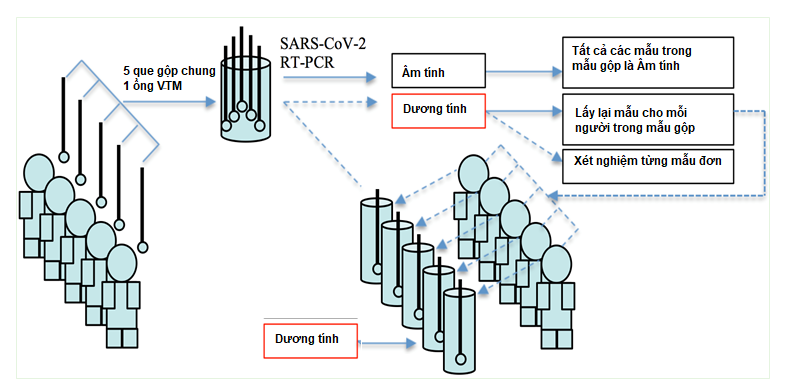 5 que gộp chung
1 ống VTM
SARS-CoV-2
RT-PCR
Âm tính
Tất cả các mẫu trong
mẫu gộp là Âm tính
Dương tính
Lấy lại mẫu cho mỗi
người trong mẫu gộp
Xét nghiệm từng mẫu đơn
Dương tính